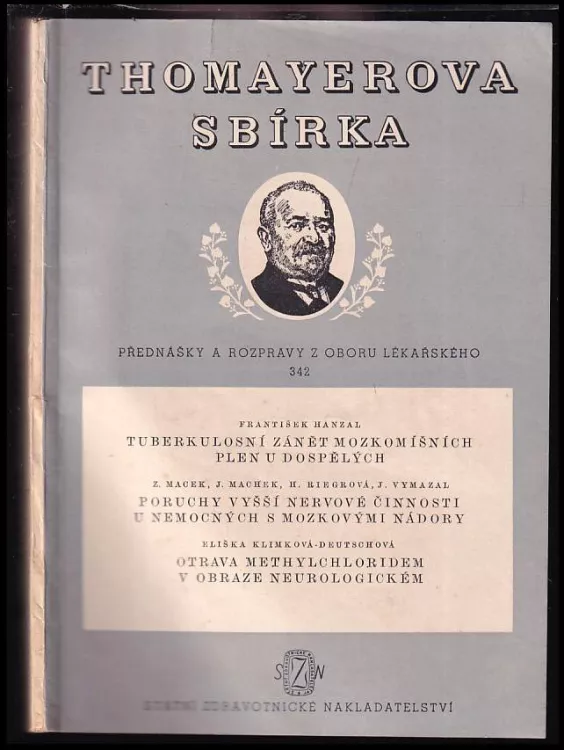 THOMAYEROVA
SBÍRKA
PŘEDNÁŠKY A ROZPRAVY Z OBORU LÉKAŘSKÉHO
342
FRANTIŠEK HANZAL
TUBERKULOSNÍ ZÁNĚT MOZKOMÍŠNÍCH
PLEN U DOSPĚLÝCH
Z. MACEK, J. MACHEK, H. RIEGROVÁ, J. VYMAZAL
PORUCHY VYŠŠÍ NERVOVÉ ČINNOSTI
U NEMOCNÝCH S MOZKOVÝMI NÁDORY
ELIŠKA KLIMKOVÁ-DEUTSCHOVÁ
OTRAVA METHYLCHLORIDEM
V OBRAZE NEUROLOGICKÉM
S Z N
STÁTNÍ ZDRAVOTNICKÉ NAKLADATELSTVÍ